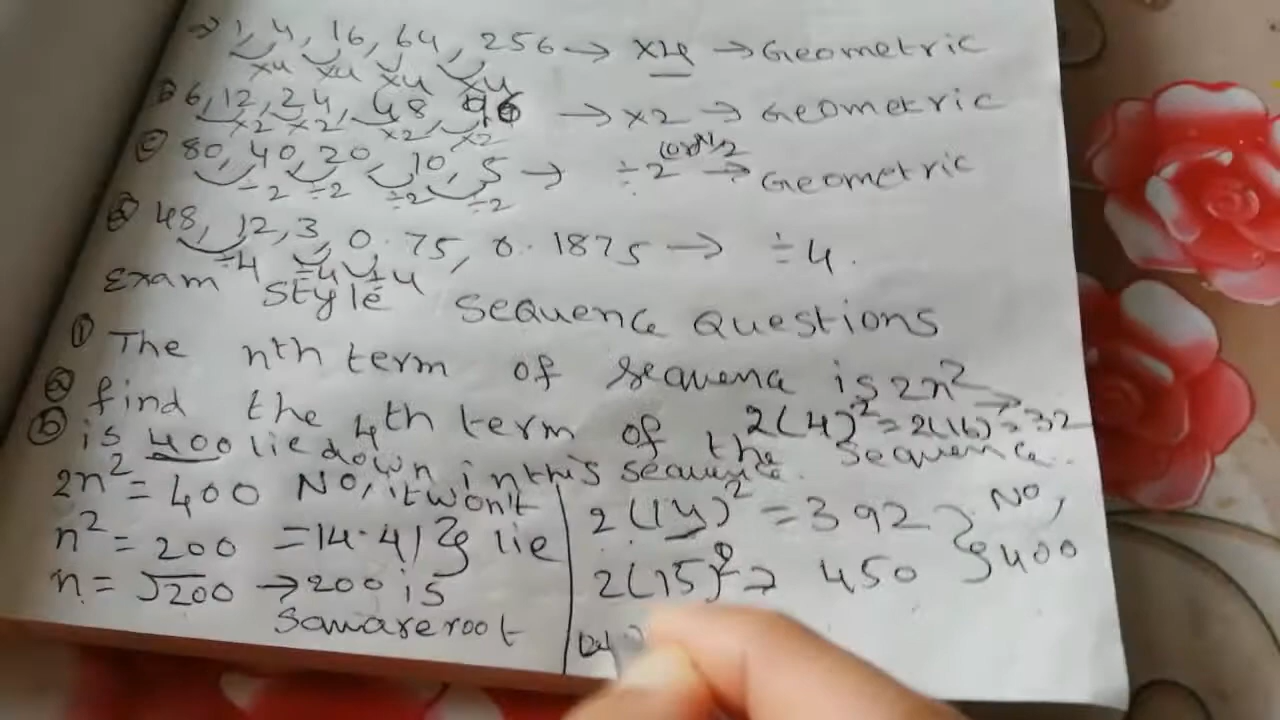 1, 4, 16, 64, 256 → ×4 → Geometric
×4 ×4 ×4 ×4
b 6, 12, 24, 48, 96 → ×2 → Geometric
×2 ×2 ×2 ×2
c 80, 40, 20, 10, 5 → ÷2 (or) 1/2 → Geometric
÷2 ÷2 ÷2 ÷2
48, 12, 3, 0.75, 0.1875 → ÷4.
÷4 ÷4 ÷4
Exam style sequence Questions
① The nth term of sequence is 2n² →
ⓐ find the 4th term of the sequence. 2(4)² = 2(16) = 32
ⓑ is 400 lie down in this sequence.
2n² = 400 No, it won't lie
n² = 200 = 14.41
n = √200 → 200 is
Square root
2(14)² = 392
2(15)² = 450
No, 400